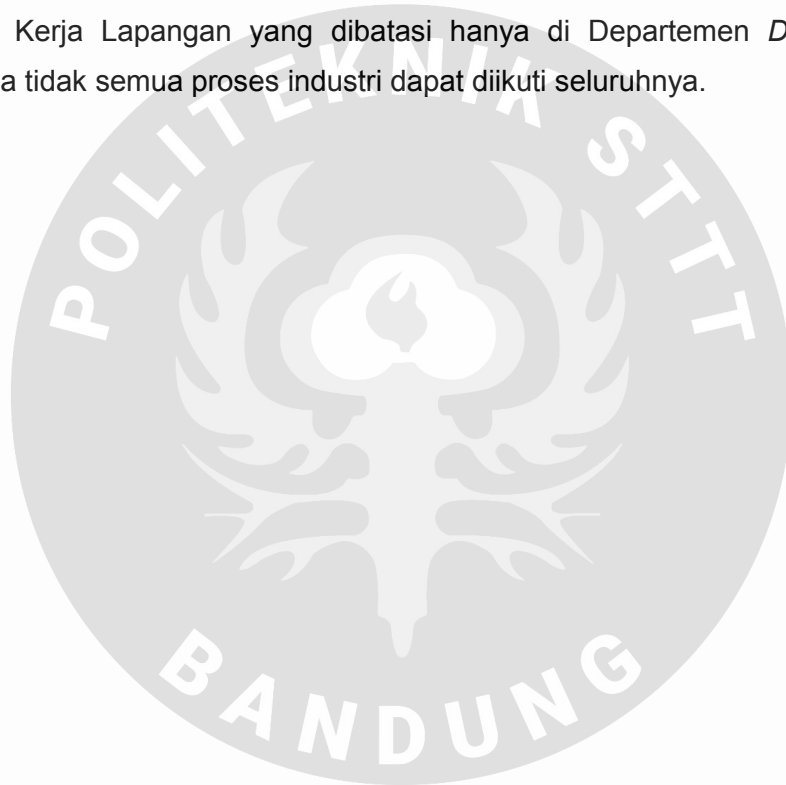 Kerja Lapangan yang dibatasi hanya di Departemen
tidak semua proses industri dapat diikuti seluruhnya.
POLITEKNIK STTT
BANDUNG